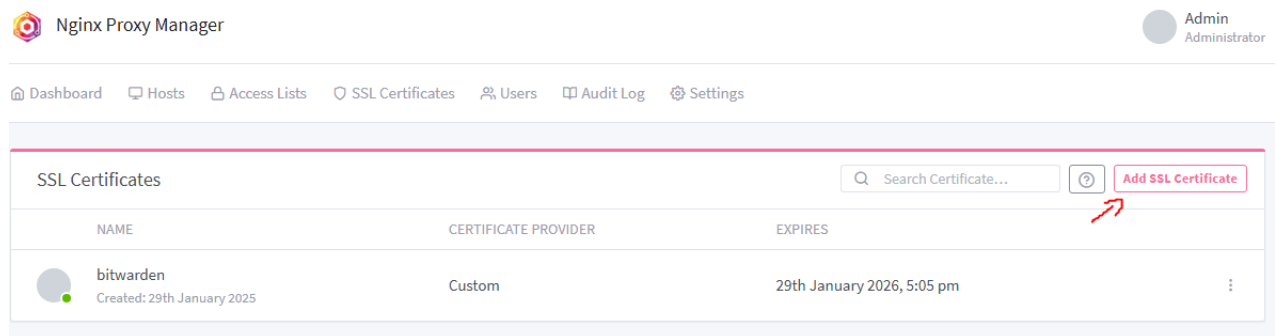 Nginx Proxy Manager
Admin
Administrator
Dashboard Hosts Access Lists SSL Certificates Users Audit Log Settings
SSL Certificates Search Certificate... Add SSL Certificate
NAME CERTIFICATE PROVIDER EXPIRES
bitwarden
Created: 29th January 2025
Custom 29th January 2026, 5:05 pm